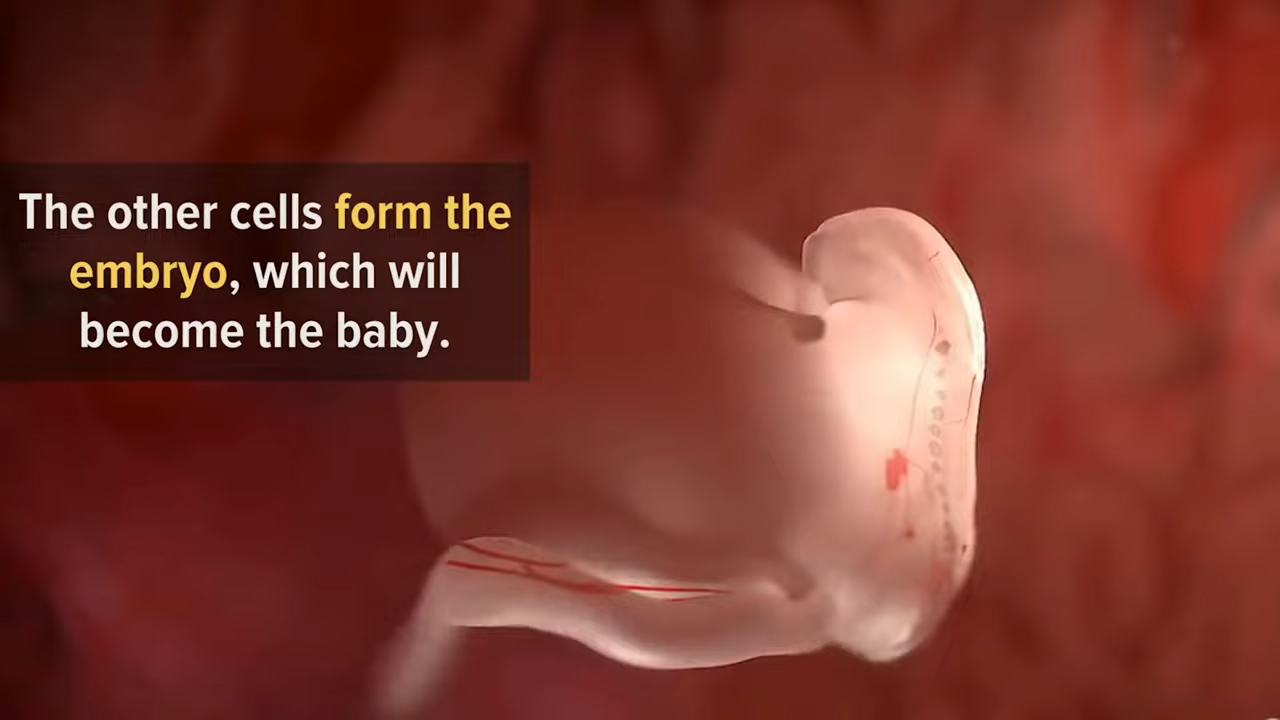 The other cells form the
embryo, which will
become the baby.